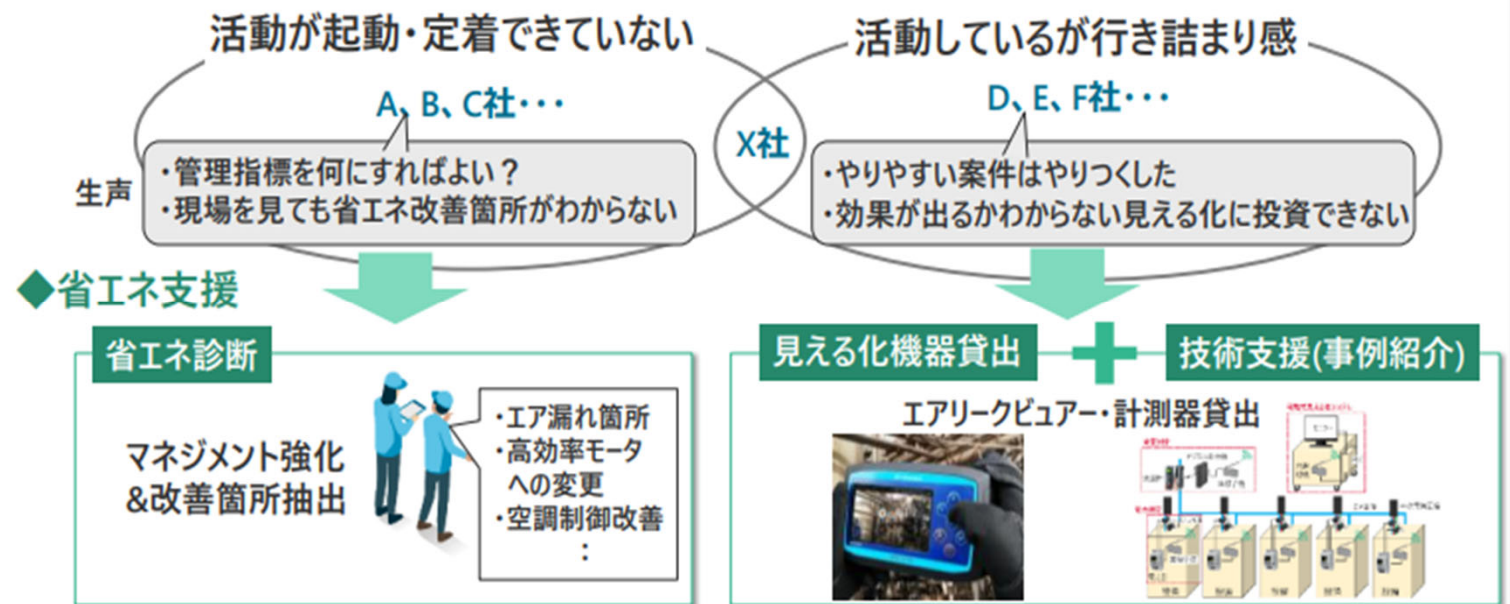 活動が起動・定着できていない
活動しているが行き詰まり感
A、B、C社・・・
D、E、F社・・・
X社
生声
・管理指標を何にすればよい？
・現場を見ても省エネ改善箇所がわからない
・やりやすい案件はやりつくした
・効果が出るかわからない見える化に投資できない
◆省エネ支援
省エネ診断
マネジメント強化
&改善箇所抽出
・エア漏れ箇所
・高効率モータ
への変更
・空調制御改善
：
見える化機器貸出
+
技術支援(事例紹介)
エアリークビュアー・計測器貸出